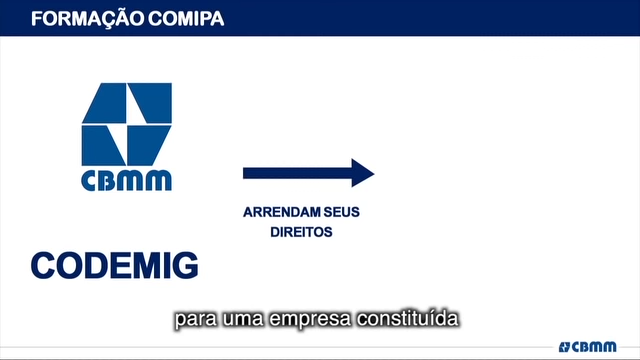 FORMAÇÃO COMIPA
CBMM
ARRENDAM SEUS
DIREITOS
CODEMIG
para uma empresa constituída
CBMM